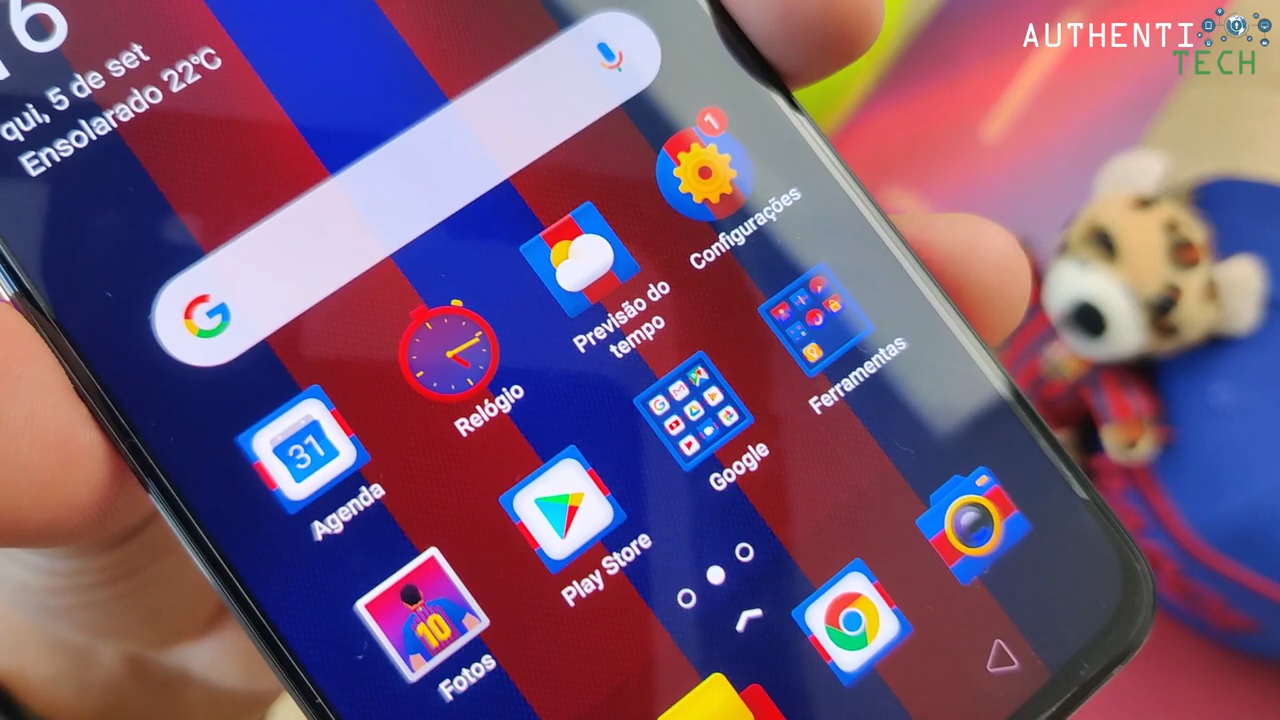 AUTHENTI
TECH
6
qui, 5 de set
Ensolarado 22°C
G
1
Configurações
Previsão do
tempo
Ferramentas
Relógio
31
Agenda
Google
Play Store
10
Fotos